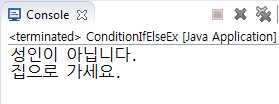 Console
<terminated> ConditionIfElseEx [Java Application]
성인이 아닙니다.
집으로 가세요.